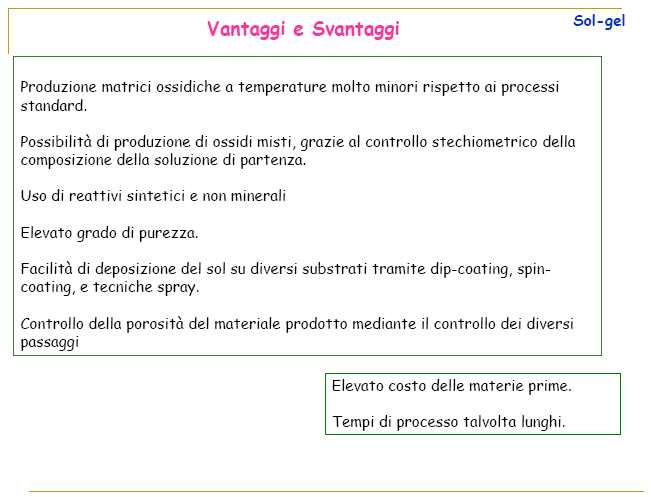 Vantaggi e Svantaggi
Sol-gel
Produzione matrici ossidiche a temperature molto minori rispetto ai processi
standard.
Possibilità di produzione di ossidi misti, grazie al controllo stechiometrico della
composizione della soluzione di partenza.
Uso di reattivi sintetici e non minerali
Elevato grado di purezza.
Facilità di deposizione del sol su diversi substrati tramite dip-coating, spin-
coating, e tecniche spray.
Controllo della porosità del materiale prodotto mediante il controllo dei diversi
passaggi
Elevato costo delle materie prime.
Tempi di processo talvolta lunghi.